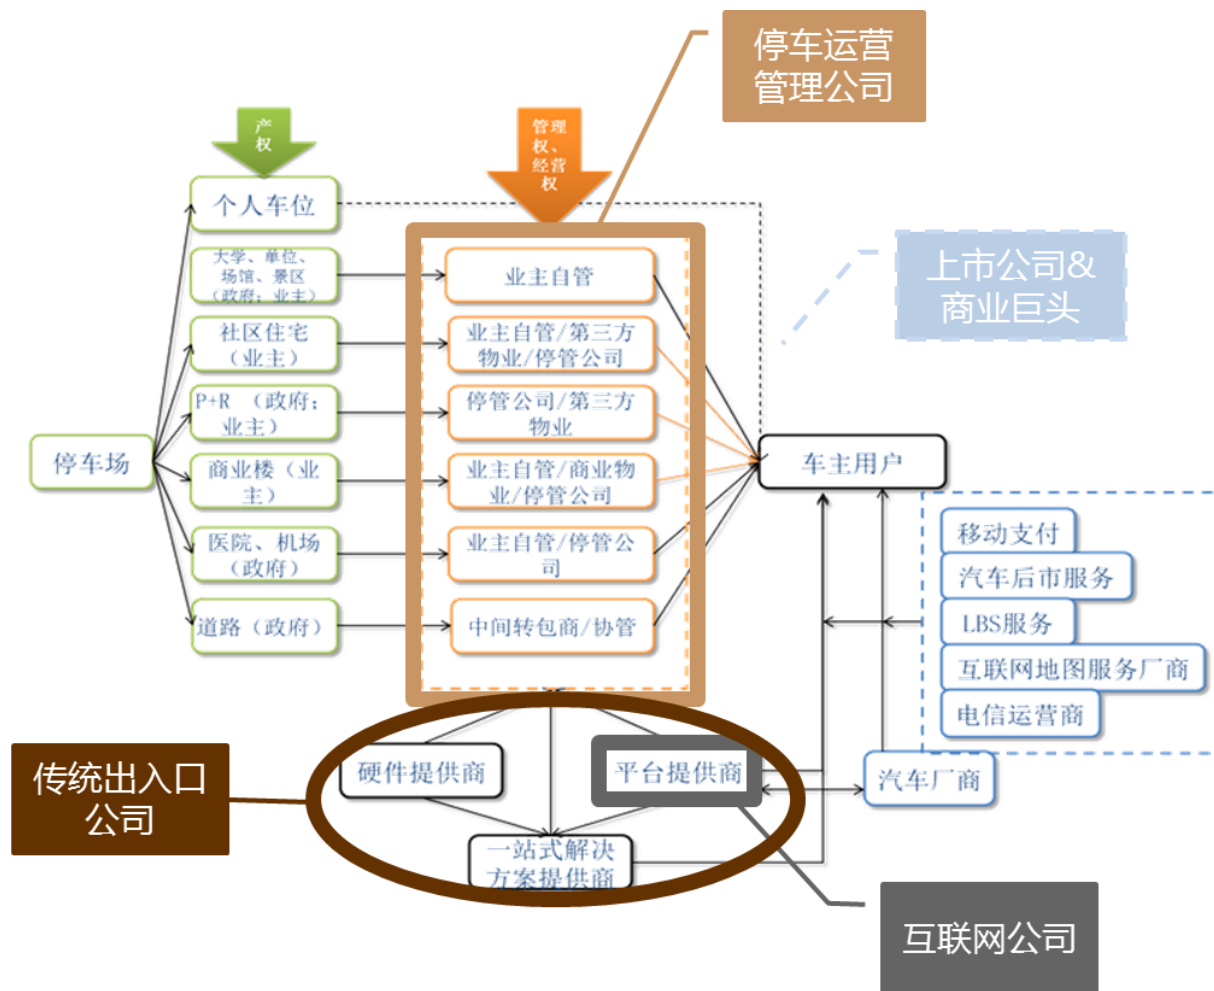 停车运营
管理公司
产
权
管理
权、
经营
权
个人车位
大学、单位、
场馆、景区
（政府；业主）
业主自管
上市公司&
商业巨头
社区住宅
（业主）
业主自管/第三方
物业/停管公司
P+R （政府；
业主）
停管公司/第三方
物业
停车场
商业楼（业
主）
业主自管/商业物
业/停管公司
车主用户
医院、机场
（政府）
业主自管/停管公
司
道路（政府）
中间转包商/协管
移动支付
汽车后市服务
LBS服务
互联网地图服务厂商
电信运营商
传统出入口
公司
硬件提供商
平台提供商
汽车厂商
一站式解决
方案提供商
互联网公司